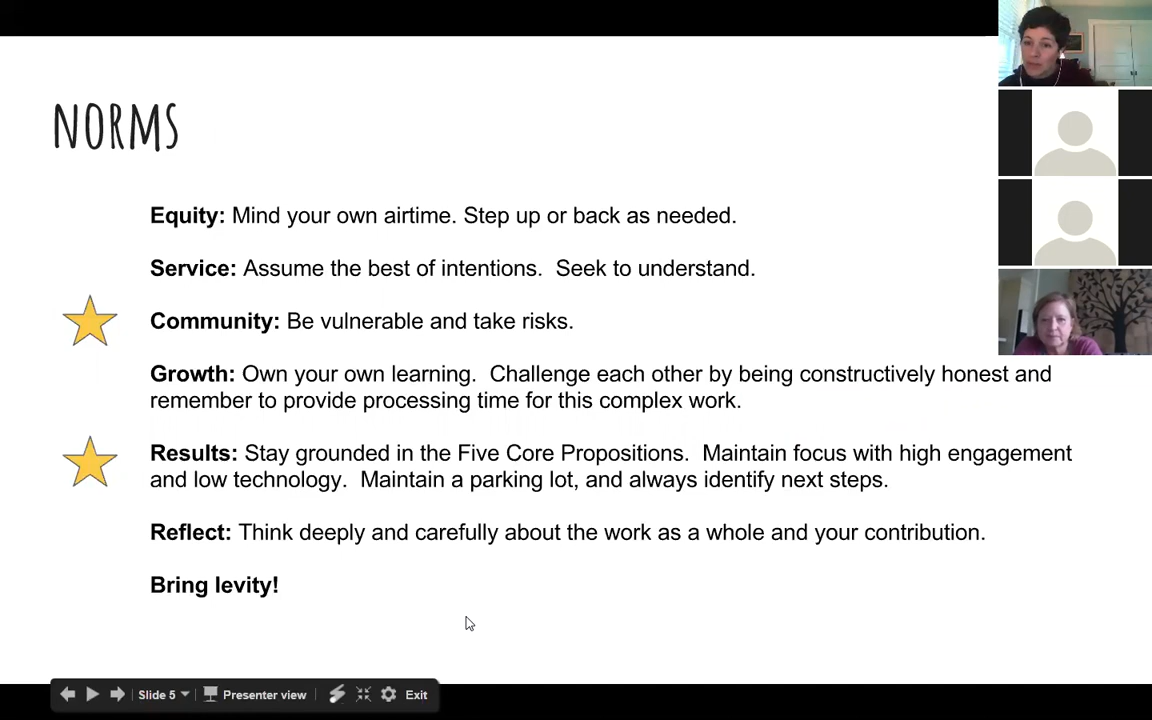 NORMS
Equity: Mind your own airtime. Step up or back as needed.
Service: Assume the best of intentions.  Seek to understand.
Community: Be vulnerable and take risks.
Growth: Own your own learning.  Challenge each other by being constructively honest and
remember to provide processing time for this complex work.
Results: Stay grounded in the Five Core Propositions.  Maintain focus with high engagement
and low technology.  Maintain a parking lot, and always identify next steps.
Reflect: Think deeply and carefully about the work as a whole and your contribution.
Bring levity!
Slide 5 Presenter view Exit